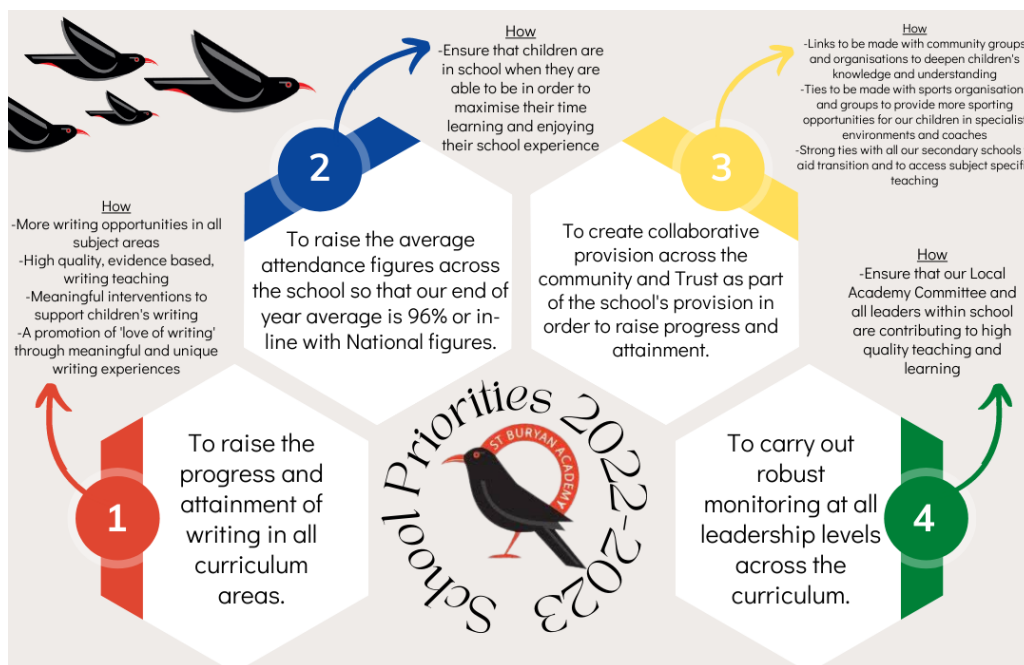 How
-More writing opportunities in all
subject areas
-High quality, evidence based,
writing teaching
-Meaningful interventions to
support children's writing
-A promotion of 'love of writing'
through meaningful and unique
writing experiences
1
To raise the
progress and
attainment of
writing in all
curriculum
areas.
How
-Ensure that children are
in school when they are
able to be in order to
maximise their time
learning and enjoying
their school experience
2
To raise the average
attendance figures across
the school so that our end of
year average is 96% or in-
line with National figures.
How
-Links to be made with community groups
and organisations to deepen children's
knowledge and understanding
-Ties to be made with sports organisation
and groups to provide more sporting
opportunities for our children in specialist
environments and coaches
-Strong ties with all our secondary schools
aid transition and to access subject specifi
teaching
3
To create collaborative
provision across the
community and Trust as part
of the school's provision in
order to raise progress and
attainment.
How
-Ensure that our Local
Academy Committee and
all leaders within school
are contributing to high
quality teaching and
learning
4
To carry out
robust
monitoring at all
leadership levels
across the
curriculum.
School Priorities 2022-2023
ST BURYAN ACADEMY